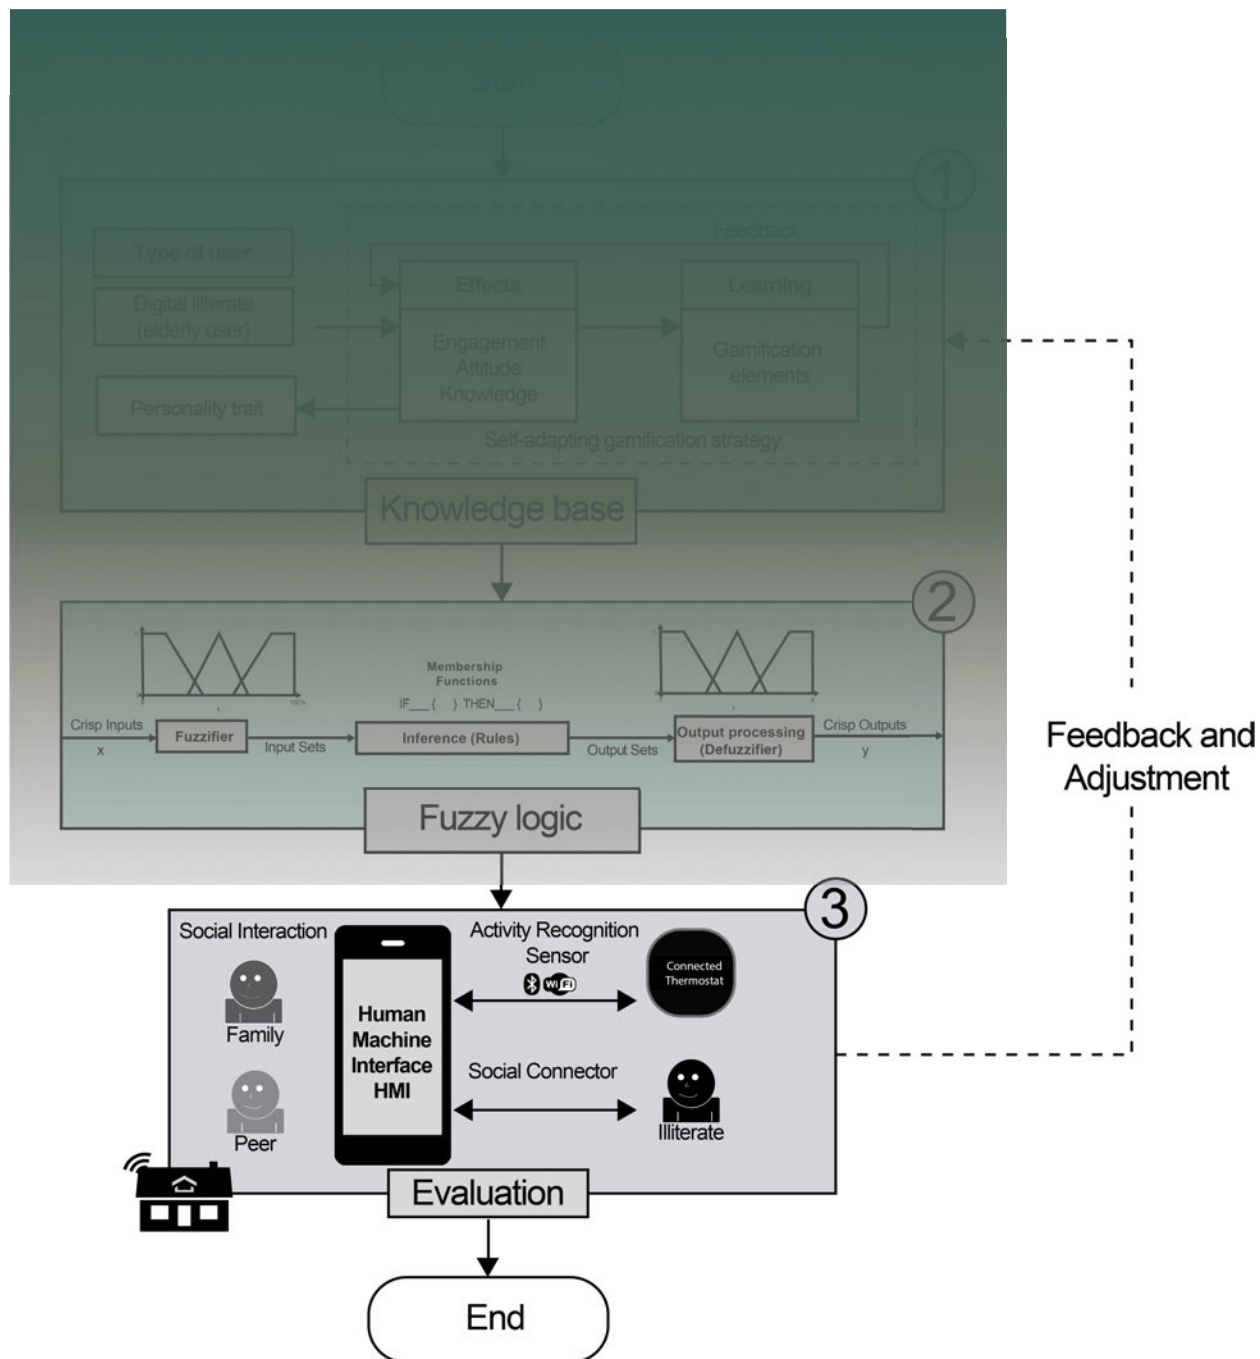 Start
1
Feedback
Type of user
Digital illiterate
(elderly user)
Personality trait
Effects
Engagement
Attitude
Knowledge
Learning
Gamification
elements
Self-adapting gamification strategy
Knowledge base
2
Membership
Functions
IF___ {    } THEN___ {    }
Crisp Inputs
x
Fuzzifier
Input Sets
Inference (Rules)
Output Sets
Output processing
(Defuzzifier)
Crisp Outputs
y
Fuzzy logic
Feedback and
Adjustment
3
Social Interaction
Family
Peer
Human
Machine
Interface
HMI
Activity Recognition
Sensor
WiFi
Connected
Thermostat
Social Connector
Illiterate
Evaluation
End